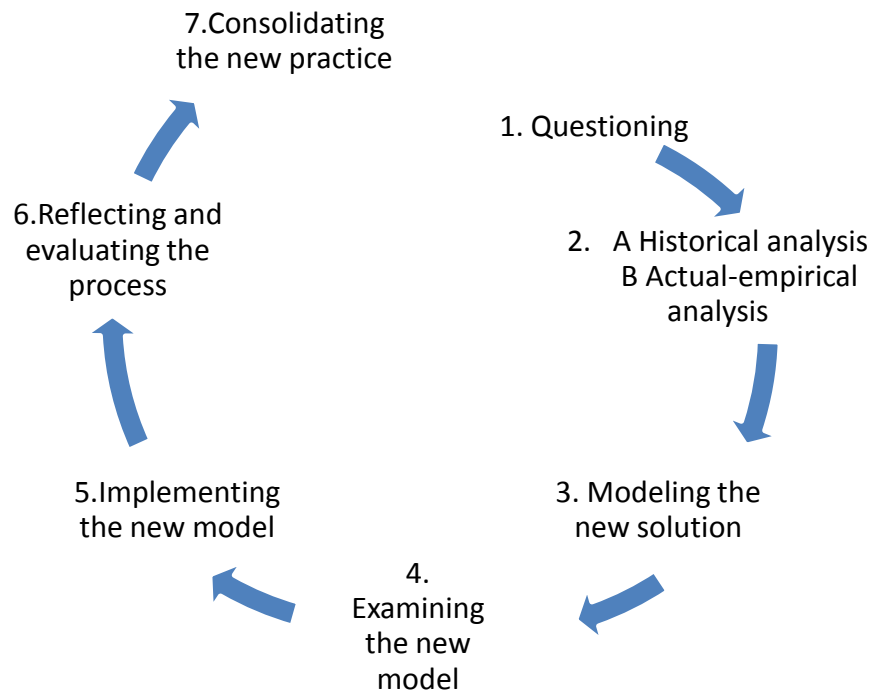 1. Questioning
2. A Historical analysis
B Actual-empirical
analysis
3. Modeling the
new solution
4.
Examining
the new
model
5.Implementing
the new model
6.Reflecting and
evaluating the
process
7.Consolidating
the new practice